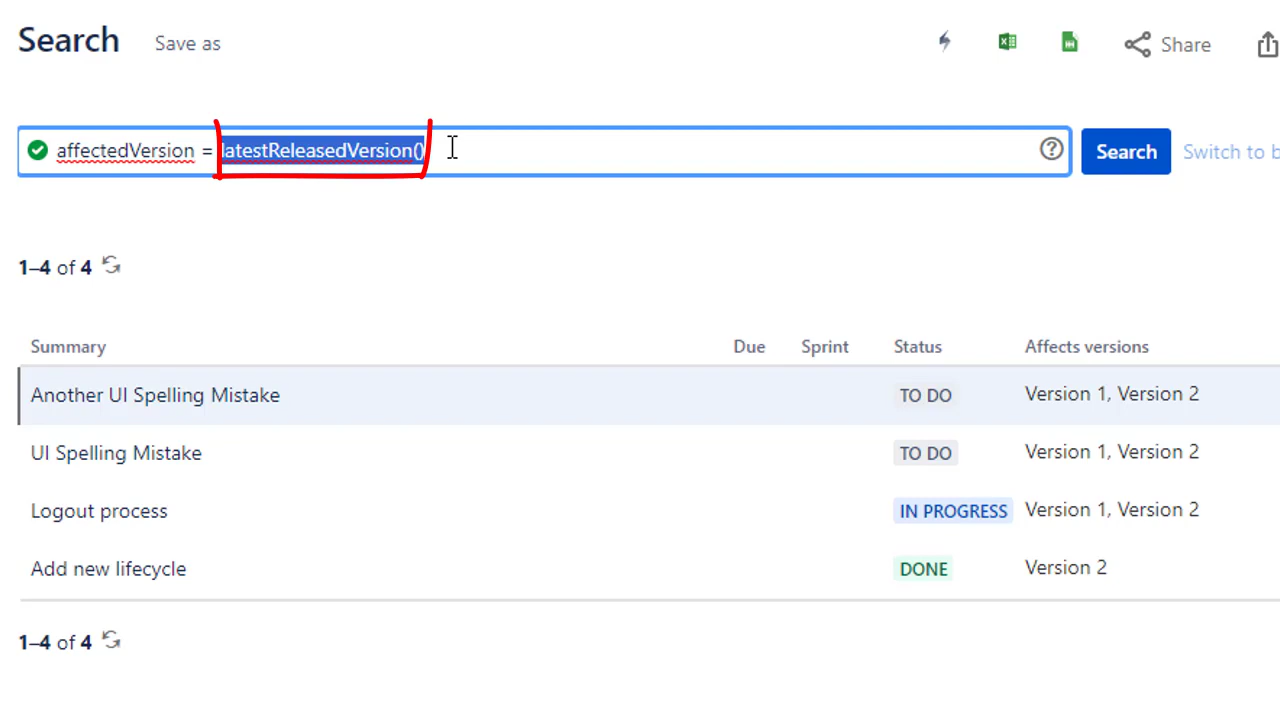 Search Save as Share
affectedVersion = latestReleasedVersion() Search Switch to b
1–4 of 4
Summary Due Sprint Status Affects versions
Another UI Spelling Mistake TO DO Version 1, Version 2
UI Spelling Mistake TO DO Version 1, Version 2
Logout process IN PROGRESS Version 1, Version 2
Add new lifecycle DONE Version 2
1–4 of 4